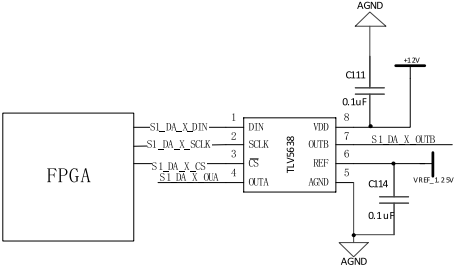 AGND
+12V
C111
0.1uF
FPGA
S1_DA_X_DIN
S1_DA_X_SCLK
S1_DA_X_CS
S1_DA_X_OUA
1
2
3
4
DIN
SCLK
CS
OUTA
TLV5638
VDD
OUTB
REF
AGND
8
7
6
5
S1_DA_X_OUTB
C114
0.1uF
VREF_1.25V
AGND